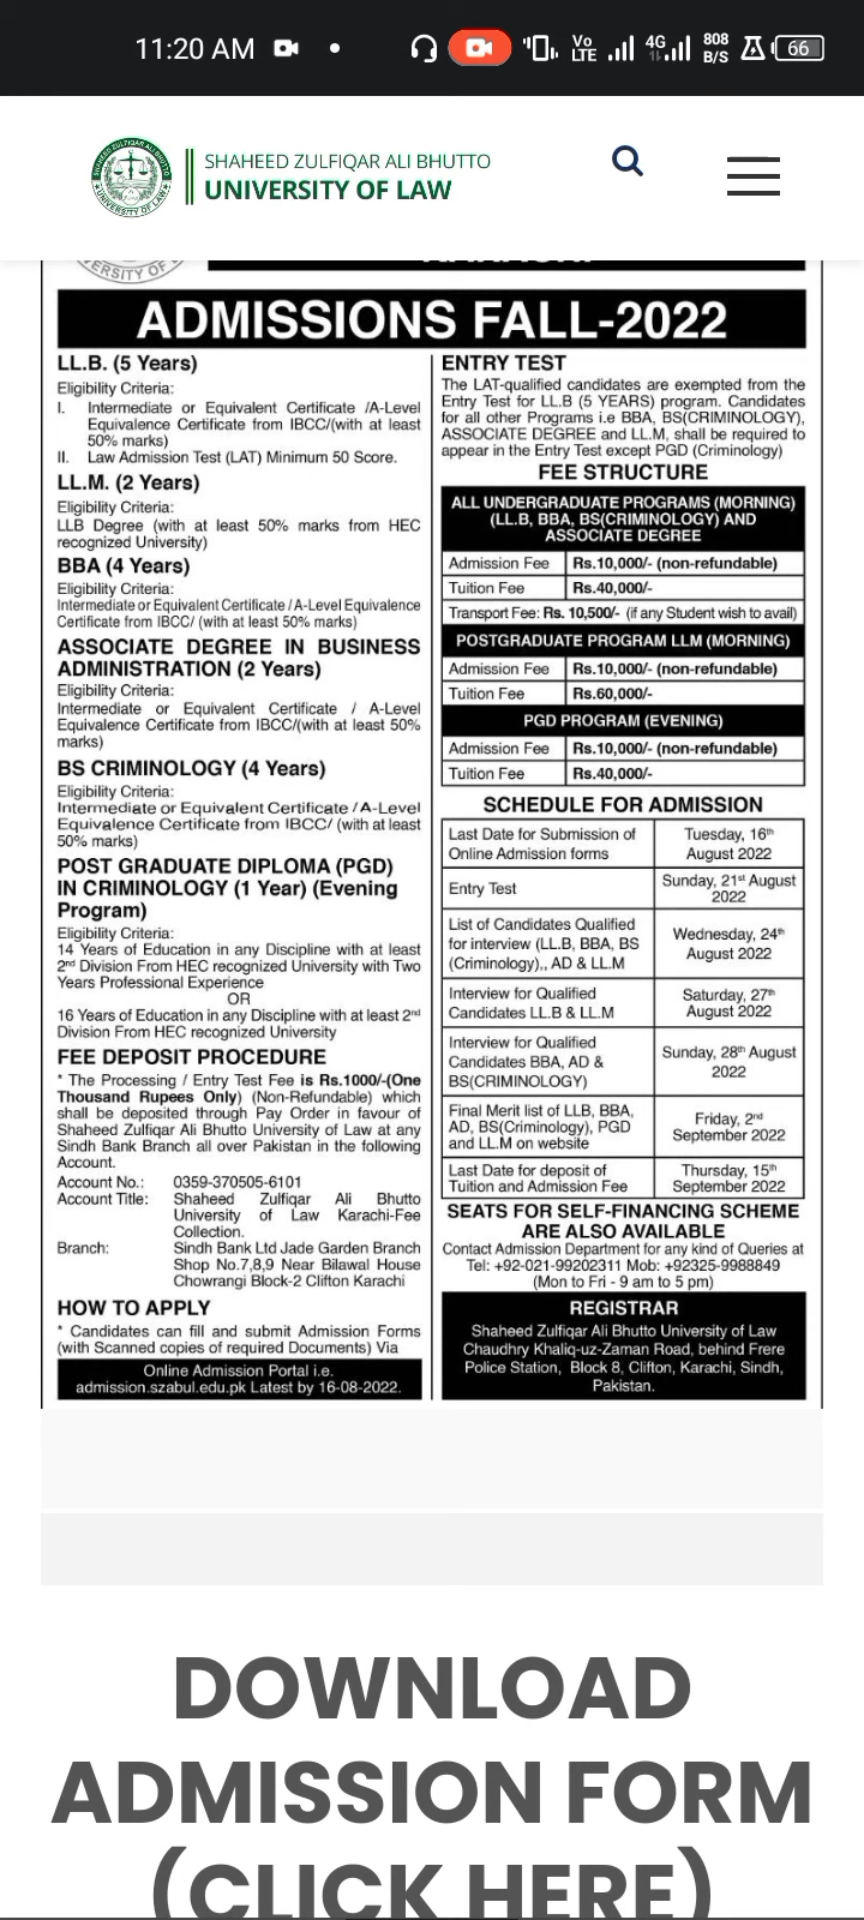 11:20 AM
Vo LTE 4G 808 B/S 66
SHAHEED ZULFIQAR ALI BHUTTO
UNIVERSITY OF LAW
ADMISSIONS FALL-2022
LL.B. (5 Years)
Eligibility Criteria:
I. Intermediate or Equivalent Certificate /A-Level
Equivalence Certificate from IBCC/(with at least
50% marks)
II. Law Admission Test (LAT) Minimum 50 Score.
LL.M. (2 Years)
Eligibility Criteria:
LLB Degree (with at least 50% marks from HEC
recognized University)
BBA (4 Years)
Eligibility Criteria:
Intermediate or Equivalent Certificate / A-Level Equivalence
Certificate from IBCC/ (with at least 50% marks)
ASSOCIATE DEGREE IN BUSINESS
ADMINISTRATION (2 Years)
Eligibility Criteria:
Intermediate or Equivalent Certificate / A-Level
Equivalence Certificate from IBCC/(with at least 50%
marks)
BS CRIMINOLOGY (4 Years)
Eligibility Criteria:
Intermediate or Equivalent Certificate / A-Level
Equivalence Certificate from IBCC/ (with at least
50% marks)
POST GRADUATE DIPLOMA (PGD)
IN CRIMINOLOGY (1 Year) (Evening
Program)
Eligibility Criteria:
14 Years of Education in any Discipline with at least
2nd Division From HEC recognized University with Two
Years Professional Experience
OR
16 Years of Education in any Discipline with at least 2nd
Division From HEC recognized University
FEE DEPOSIT PROCEDURE
* The Processing / Entry Test Fee is Rs.1000/-(One
Thousand Rupees Only) (Non-Refundable) which
shall be deposited through Pay Order in favour of
Shaheed Zulfiqar Ali Bhutto University of Law at any
Sindh Bank Branch all over Pakistan in the following
Account.
Account No.: 0359-370505-6101
Account Title: Shaheed Zulfiqar Ali Bhutto
University of Law Karachi-Fee
Collection.
Branch: Sindh Bank Ltd Jade Garden Branch
Shop No.7,8,9 Near Bilawal House
Chowrangi Block-2 Clifton Karachi
HOW TO APPLY
* Candidates can fill and submit Admission Forms
(with Scanned copies of required Documents) Via
Online Admission Portal i.e.
admission.szabul.edu.pk Latest by 16-08-2022.
ENTRY TEST
The LAT-qualified candidates are exempted from the
Entry Test for LL.B (5 YEARS) program. Candidates
for all other Programs i.e BBA, BS(CRIMINOLOGY),
ASSOCIATE DEGREE and LL.M, shall be required to
appear in the Entry Test except PGD (Criminology)
FEE STRUCTURE
ALL UNDERGRADUATE PROGRAMS (MORNING)
(LL.B, BBA, BS(CRIMINOLOGY) AND
ASSOCIATE DEGREE
Admission Fee Rs.10,000/- (non-refundable)
Tuition Fee Rs.40,000/-
Transport Fee: Rs. 10,500/- (if any Student wish to avail)
POSTGRADUATE PROGRAM LLM (MORNING)
Admission Fee Rs.10,000/- (non-refundable)
Tuition Fee Rs.60,000/-
PGD PROGRAM (EVENING)
Admission Fee Rs.10,000/- (non-refundable)
Tuition Fee Rs.40,000/-
SCHEDULE FOR ADMISSION
Last Date for Submission of Tuesday, 16th
Online Admission forms August 2022
Entry Test Sunday, 21st August
2022
List of Candidates Qualified
for interview (LL.B, BBA, BS Wednesday, 24th
(Criminology),, AD & LL.M August 2022
Interview for Qualified Saturday, 27th
Candidates LL.B & LL.M August 2022
Interview for Qualified
Candidates BBA, AD & Sunday, 28th August
BS(CRIMINOLOGY) 2022
Final Merit list of LLB, BBA,
AD, BS(Criminology), PGD Friday, 2nd
and LL.M on website September 2022
Last Date for deposit of Thursday, 15th
Tuition and Admission Fee September 2022
SEATS FOR SELF-FINANCING SCHEME
ARE ALSO AVAILABLE
Contact Admission Department for any kind of Queries at
Tel: +92-021-99202311 Mob: +92325-9988849
(Mon to Fri - 9 am to 5 pm)
REGISTRAR
Shaheed Zulfiqar Ali Bhutto University of Law
Chaudhry Khaliq-uz-Zaman Road, behind Frere
Police Station, Block 8, Clifton, Karachi, Sindh,
Pakistan.
DOWNLOAD
ADMISSION FORM
(CLICK HERE)